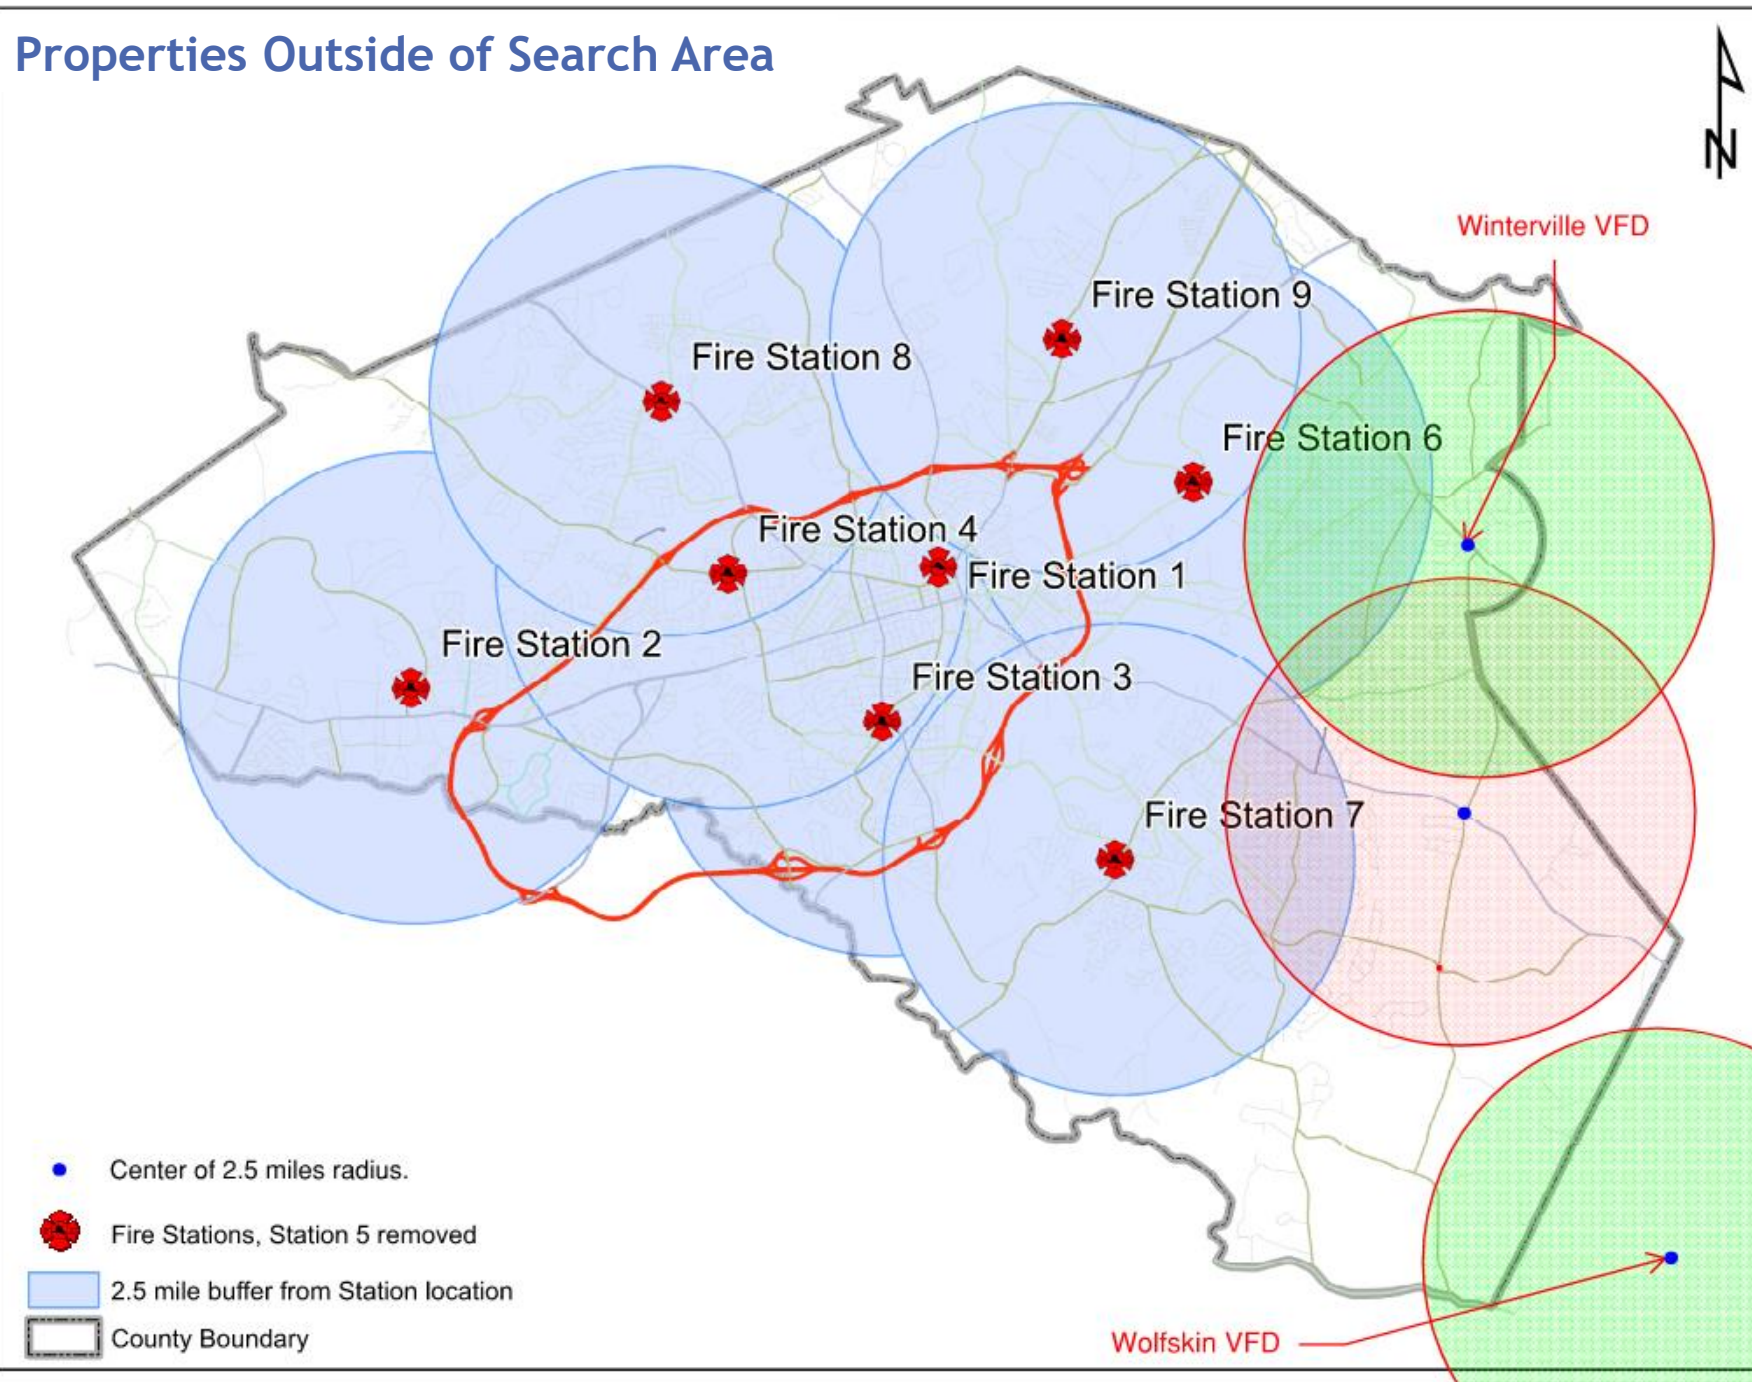 Properties Outside of Search Area
N
Winterville VFD
Fire Station 9
Fire Station 8
Fire Station 6
Fire Station 4
Fire Station 1
Fire Station 2
Fire Station 3
Fire Station 7
Center of 2.5 miles radius.
Fire Stations, Station 5 removed
2.5 mile buffer from Station location
County Boundary
Wolfskin VFD